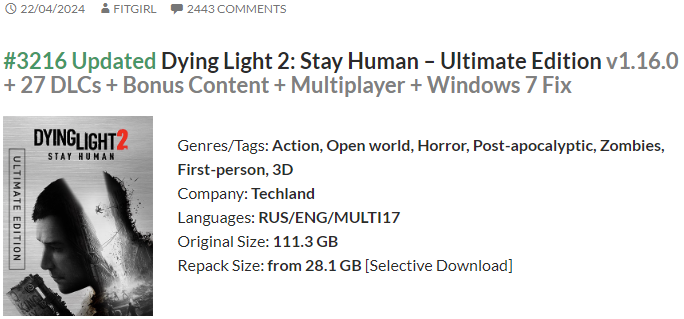 22/04/2024 FITGIRL 2443 COMMENTS
#3216 Updated Dying Light 2: Stay Human – Ultimate Edition v1.16.0
+ 27 DLCs + Bonus Content + Multiplayer + Windows 7 Fix
DYING LIGHT 2
STAY HUMAN
ULTIMATE EDITION
Genres/Tags: Action, Open world, Horror, Post-apocalyptic, Zombies,
First-person, 3D
Company: Techland
Languages: RUS/ENG/MULTI17
Original Size: 111.3 GB
Repack Size: from 28.1 GB [Selective Download]